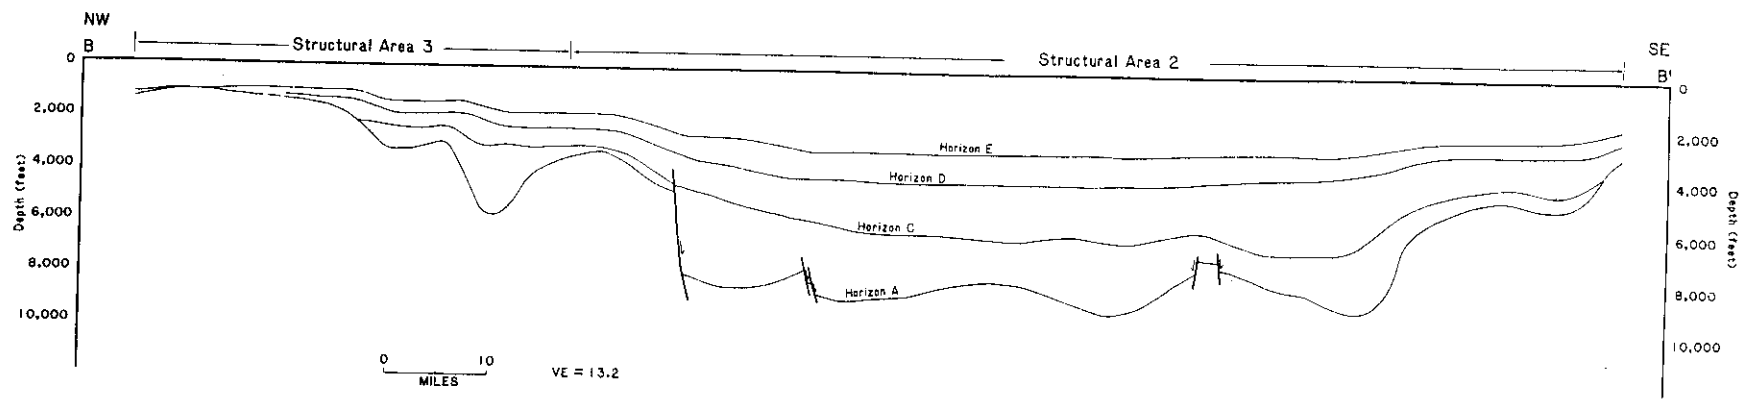 NW
B
Structural Area 3
Structural Area 2
SE
B'
0
2,000
4,000
6,000
8,000
10,000
Depth (feet)
0
2,000
4,000
6,000
8,000
10,000
Depth (feet)
Horizon E
Horizon D
Horizon C
Horizon A
0 10
MILES
VE = 13.2